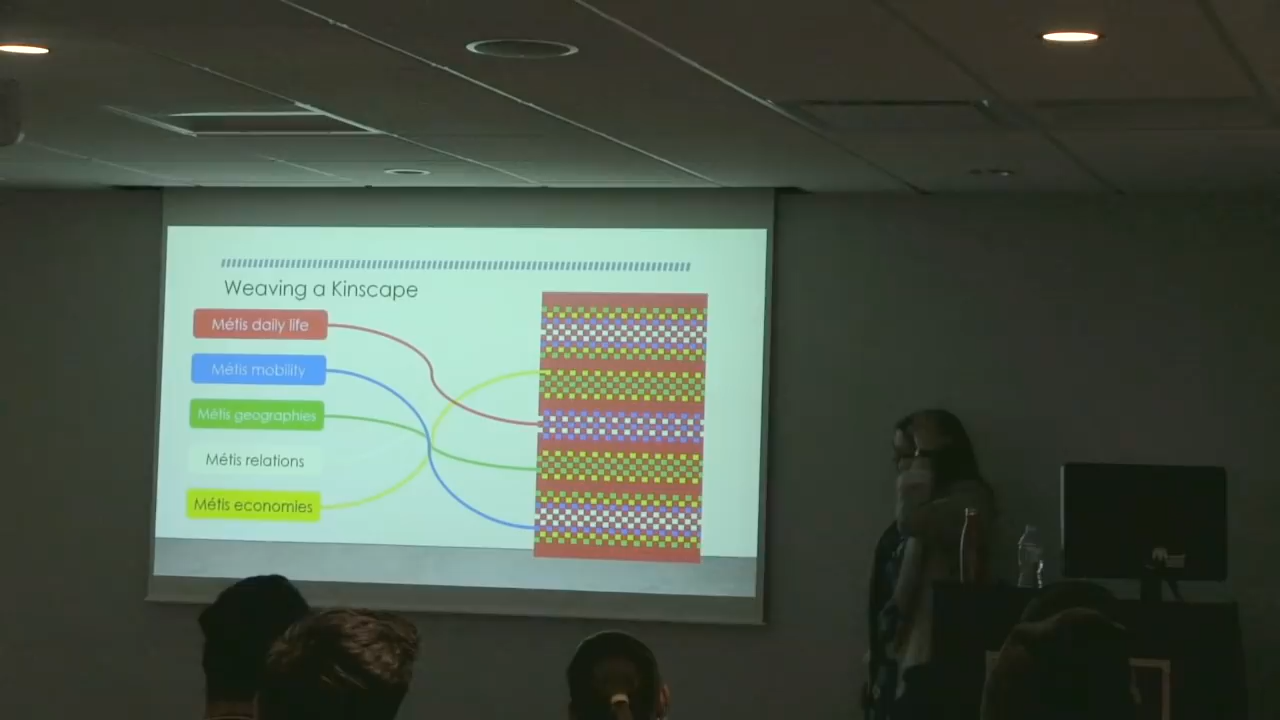 Weaving a Kinscape
Métis daily life
Métis mobility
Métis geographies
Métis relations
Métis economies